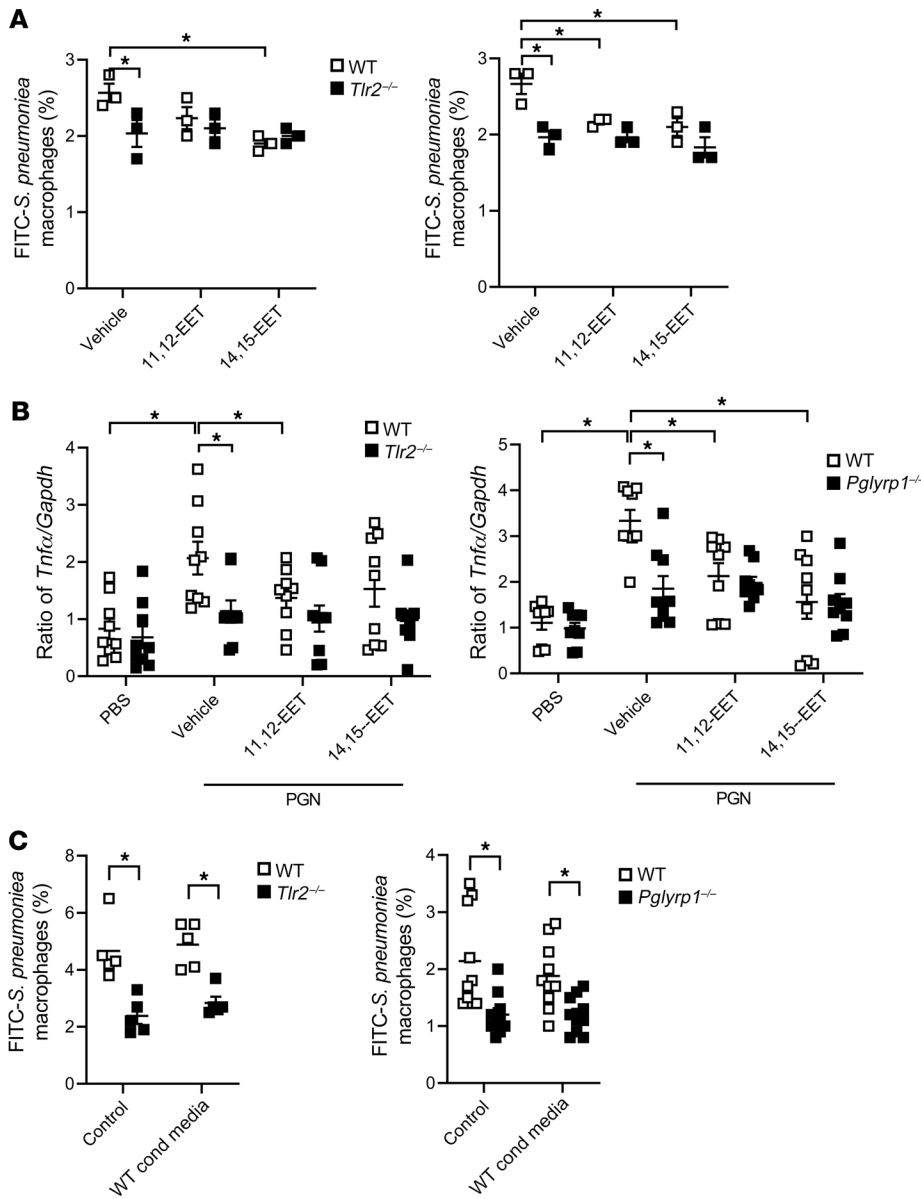 A
FITC-S. pneumoniea
macrophages (%)
3
2
1
0
*
*
WT
Tlr2–/–
Vehicle
11,12-EET
14,15-EET
FITC-S. pneumoniea
macrophages (%)
3
2
1
0
*
*
*
Vehicle
11,12-EET
14,15-EET
B
Ratio of Tnfα/Gapdh
4
3
2
1
0
*
*
*
WT
Tlr2–/–
PBS
Vehicle
11,12-EET
14,15--EET
PGN
Ratio of Tnfα/Gapdh
5
4
3
2
1
0
*
*
*
*
WT
Pglyrp1–/–
PBS
Vehicle
11,12-EET
14,15--EET
PGN
C
FITC-S. pneumoniea
macrophages (%)
8
6
4
2
0
*
*
WT
Tlr2–/–
Control
WT cond media
FITC-S. pneumoniea
macrophages (%)
4
3
2
1
0
*
*
WT
Pglyrp1–/–
Control
WT cond media